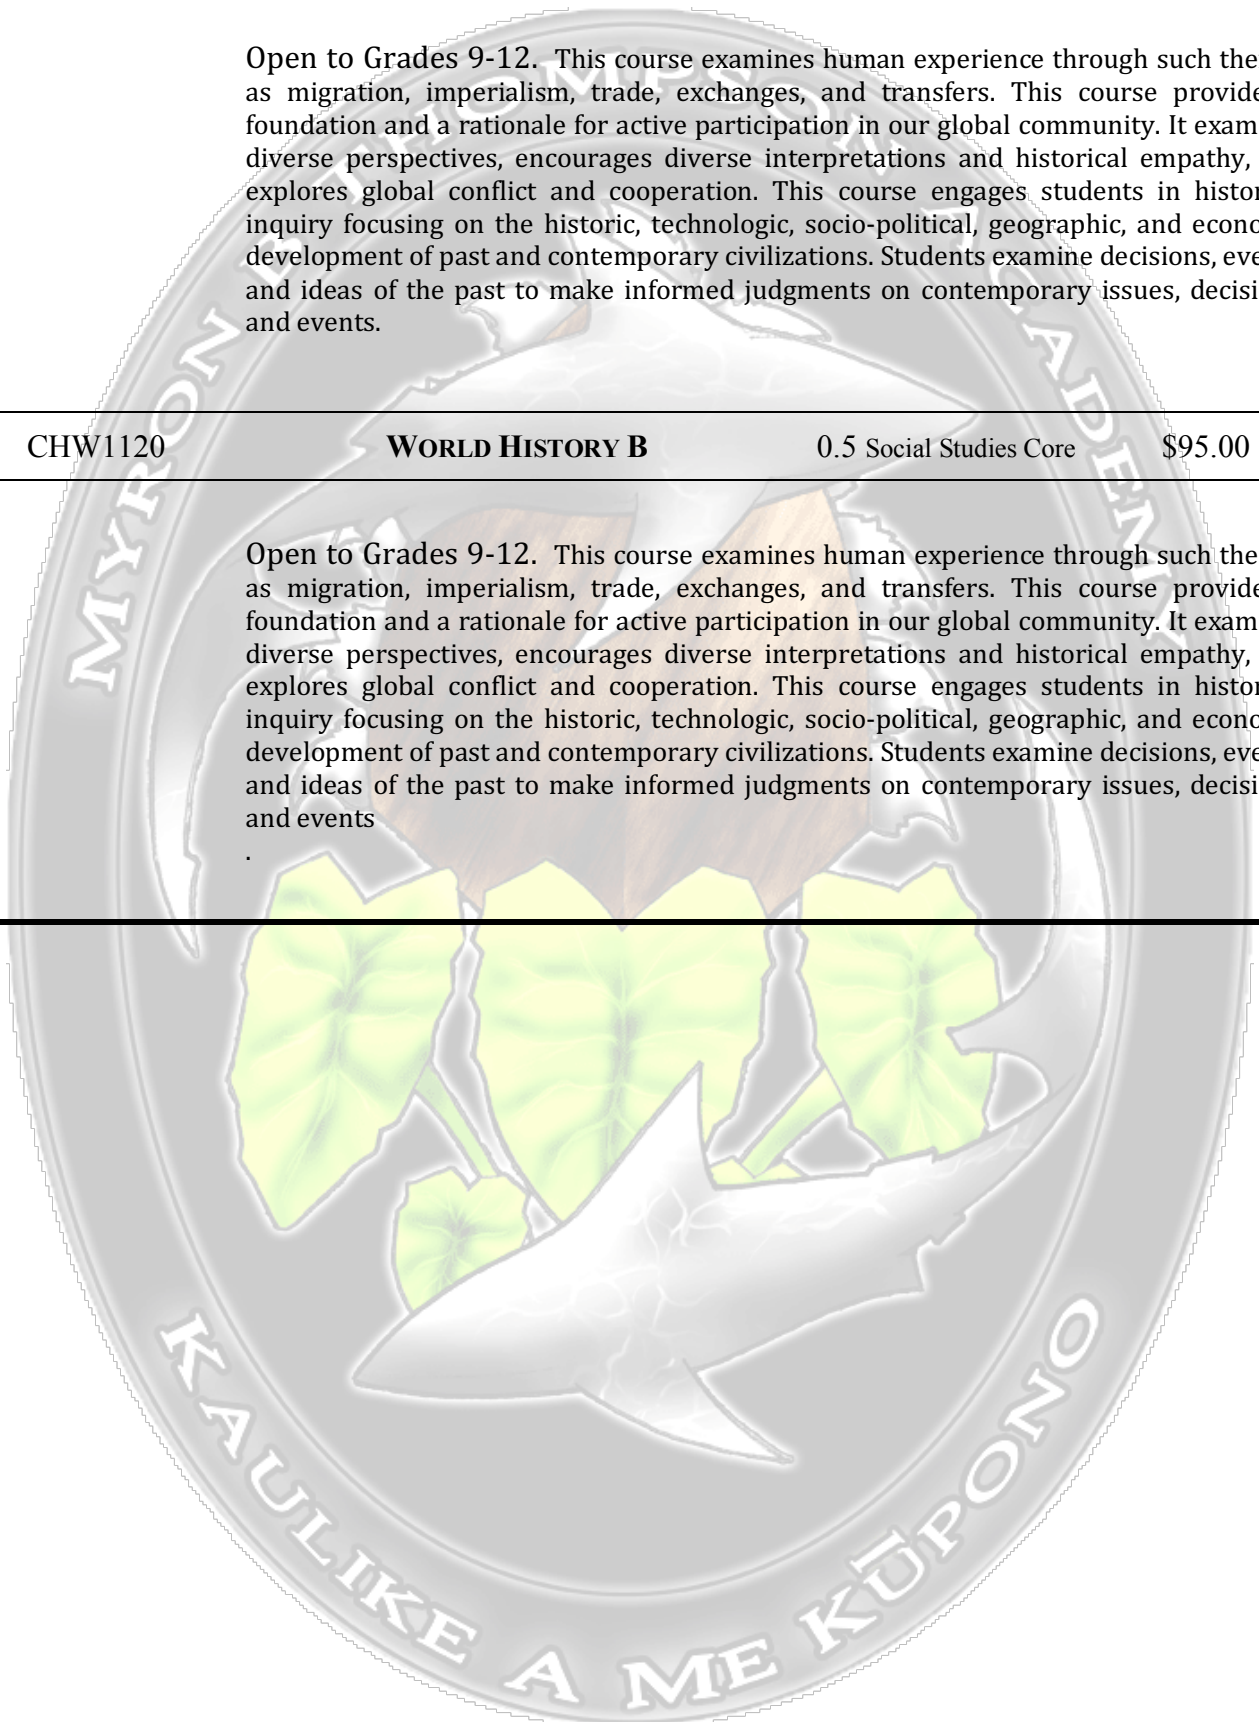 Open to Grades 9-12. This course examines human experience through such the
as migration, imperialism, trade, exchanges, and transfers. This course provide
foundation and a rationale for active participation in our global community. It exam
diverse perspectives, encourages diverse interpretations and historical empathy,
explores global conflict and cooperation. This course engages students in histor
inquiry focusing on the historic, technologic, socio-political, geographic, and econo
development of past and contemporary civilizations. Students examine decisions, eve
and ideas of the past to make informed judgments on contemporary issues, decisi
and events.
CHW1120 WORLD HISTORY B 0.5 Social Studies Core $95.00
Open to Grades 9-12. This course examines human experience through such the
as migration, imperialism, trade, exchanges, and transfers. This course provide
foundation and a rationale for active participation in our global community. It exam
diverse perspectives, encourages diverse interpretations and historical empathy,
explores global conflict and cooperation. This course engages students in histor
inquiry focusing on the historic, technologic, socio-political, geographic, and econo
development of past and contemporary civilizations. Students examine decisions, eve
and ideas of the past to make informed judgments on contemporary issues, decisi
and events
.
MYRON B. THOMPSON ACADEMY
KAULIKE A ME KŪPONO